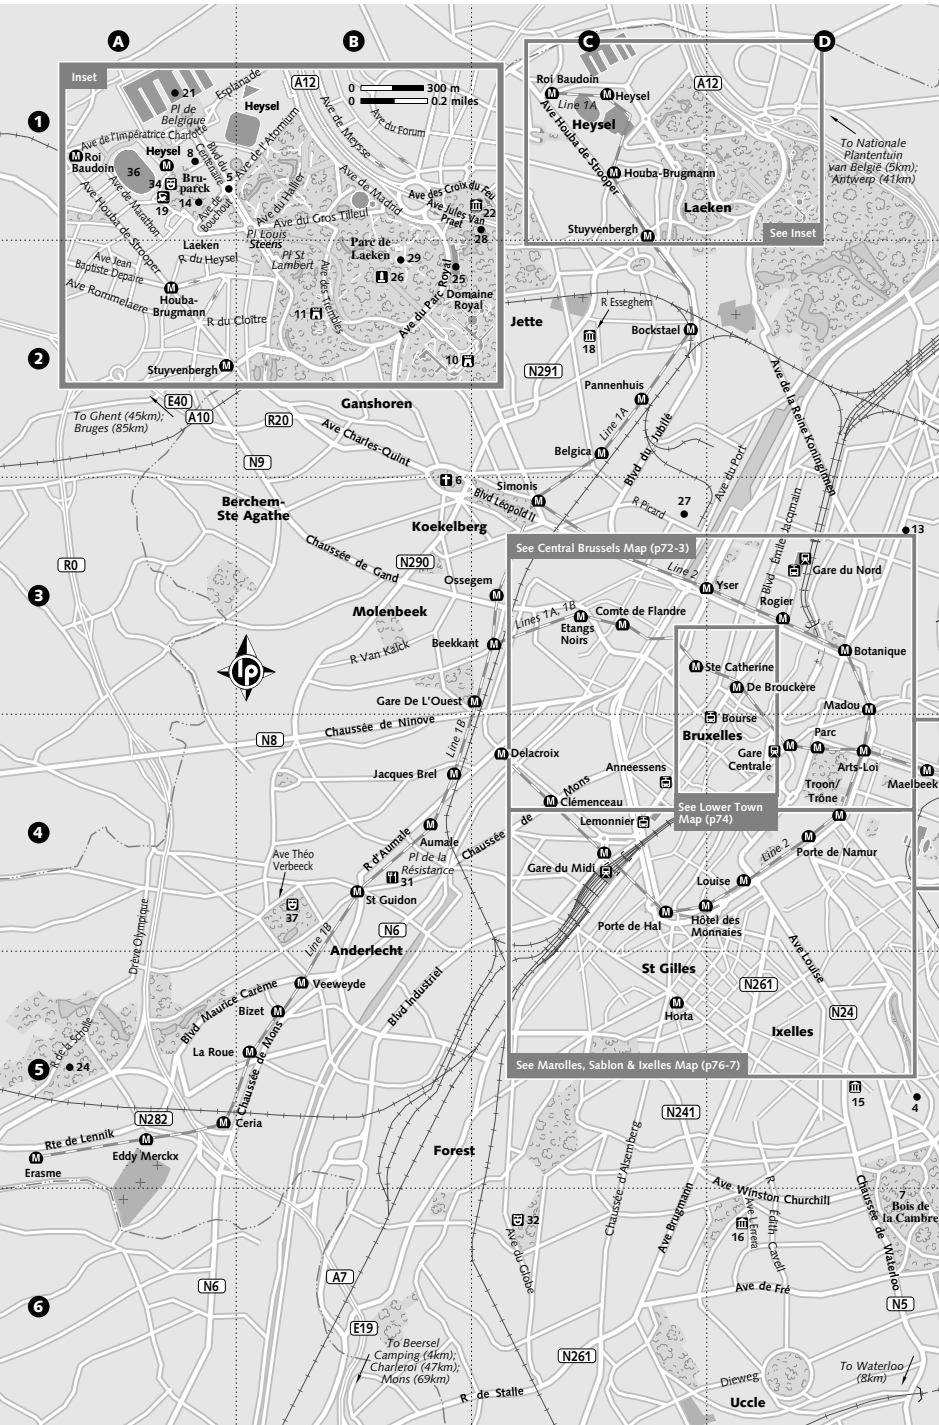 A
B
C
D
1
2
3
4
5
6
Inset
A12
0 300 m
0 0.2 miles
21
Esplanade
Pl de
Belgique
Heysel
Ave de Meysse
Ave du Forum
Ave de l'Impératrice Charlotte
Blvd du
Centenaire
Ave de l'Atomium
Roi
Baudoin
Heysel
8
36
34
Bru-
parck
5
14
19
Ave de
Bouchout
Ave du Hallier
Ave de Madrid
Ave des Croix du Feu
Ave Jules Van
Praet
22
28
Ave de Marathon
Ave Houba de Strooper
Ave du Gros Tilleul
Pl Louis
Steens
Laeken
R du Heysel
Pl St
Lambert
Parc de
Laeken
29
26
25
Ave Jean
Baptiste Depaire
Ave Rommelaere
Houba-
Brugmann
Ave des Trembles
Ave du Parc Royal
Domaine
Royal
R du Cloître
11
10
Stuyvenbergh
Roi Baudoin
Line 1A
Heysel
Heysel
A12
Ave Houba de Strooper
Houba-Brugmann
Laeken
Stuyvenbergh
See Inset
To Nationale
Plantentuin
van België (5km);
Antwerp (41km)
R Esseghem
Jette
18
Bockstael
N291
Pannenhuis
Line 1A
Belgica
Blvd du Jubilé
Ave de la Reine Koninginnen
Ave du Port
E40
To Ghent (45km);
Bruges (85km)
A10
R20
Ganshoren
Ave Charles-Quint
N9
6
Simonis
Blvd Léopold II
Berchem-
Ste Agathe
Koekelberg
R Picard
27
13
Blvd Émile Jacqmain
See Central Brussels Map (p72-3)
R0
Chaussée de Gand
N290
Ossegem
Line 2
Yser
Gare du Nord
Rogier
Lines 1A, 1B
Comte de Flandre
Etangs
Noirs
Molenbeek
Beekkant
R Van Kalck
Botanique
lp
Ste Catherine
De Brouckère
Gare De L'Ouest
Madou
Bourse
Bruxelles
Parc
Chaussée de Ninove
Line 1B
N8
Delacroix
Gare
Centrale
Arts-Loi
Maelbeek
Jacques Brel
Anneessens
Troon/
Trône
Chaussée de Mons
Clémenceau
See Lower Town
Map (p74)
Lemonnier
Aumale
R d'Aumale
Pl de la
Résistance
31
Ave Théo
Verbeeck
Line 2
Porte de Namur
Gare du Midi
Louise
St Guidon
37
N6
Porte de Hal
Hôtel des
Monnaies
Line 1B
Anderlecht
Drève Olympique
Ave Louise
St Gilles
N261
Veeweyde
Blvd Maurice Carème
Blvd Industriel
Bizet
Horta
N24
Ixelles
R de la Scholle
24
La Roue
Chaussée de Mons
See Marolles, Sablon & Ixelles Map (p76-7)
15
4
N241
N282
Ceria
Rte de Lennik
Eddy Merckx
Erasme
Forest
Chaussée d'Alsemberg
Ave Brugmann
Ave Winston Churchill
7
Bois de
la Cambre
Chaussée de Waterloo
32
Ave du Globe
16
Ave L Errera
R Édith Cavell
A7
N6
Ave de Fré
N5
E19
To Beersel
Camping (4km);
Charleroi (47km);
Mons (69km)
N261
R de Stalle
Dieweg
Uccle
To Waterloo
(8km)